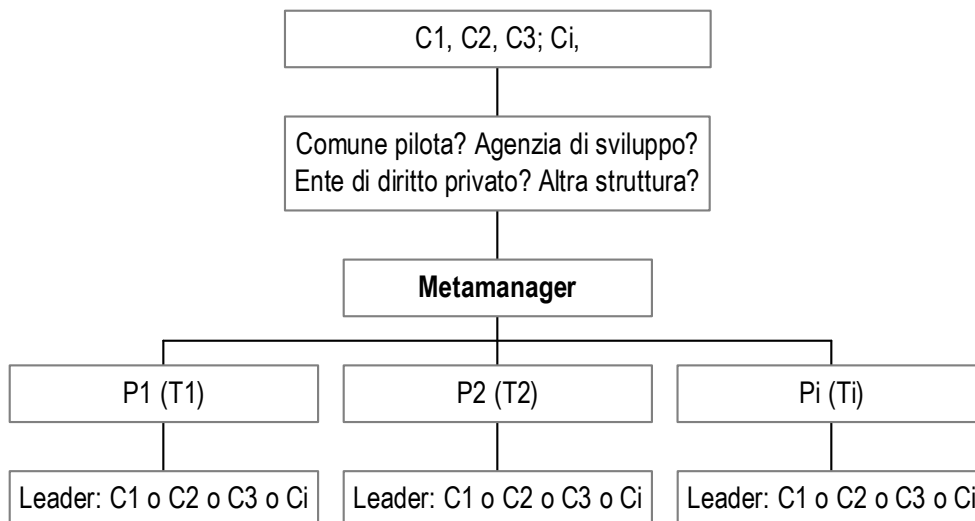 C1, C2, C3; Ci,
Comune pilota? Agenzia di sviluppo?
Ente di diritto privato? Altra struttura?
Metamanager
P1 (T1)
P2 (T2)
Pi (Ti)
Leader: C1 o C2 o C3 o Ci
Leader: C1 o C2 o C3 o Ci
Leader: C1 o C2 o C3 o Ci